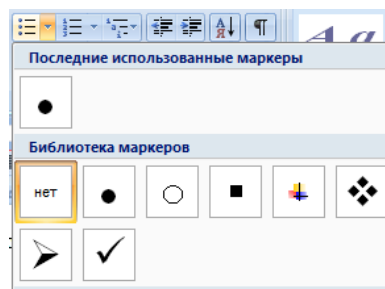 Последние использованные маркеры
Библиотека маркеров
нет